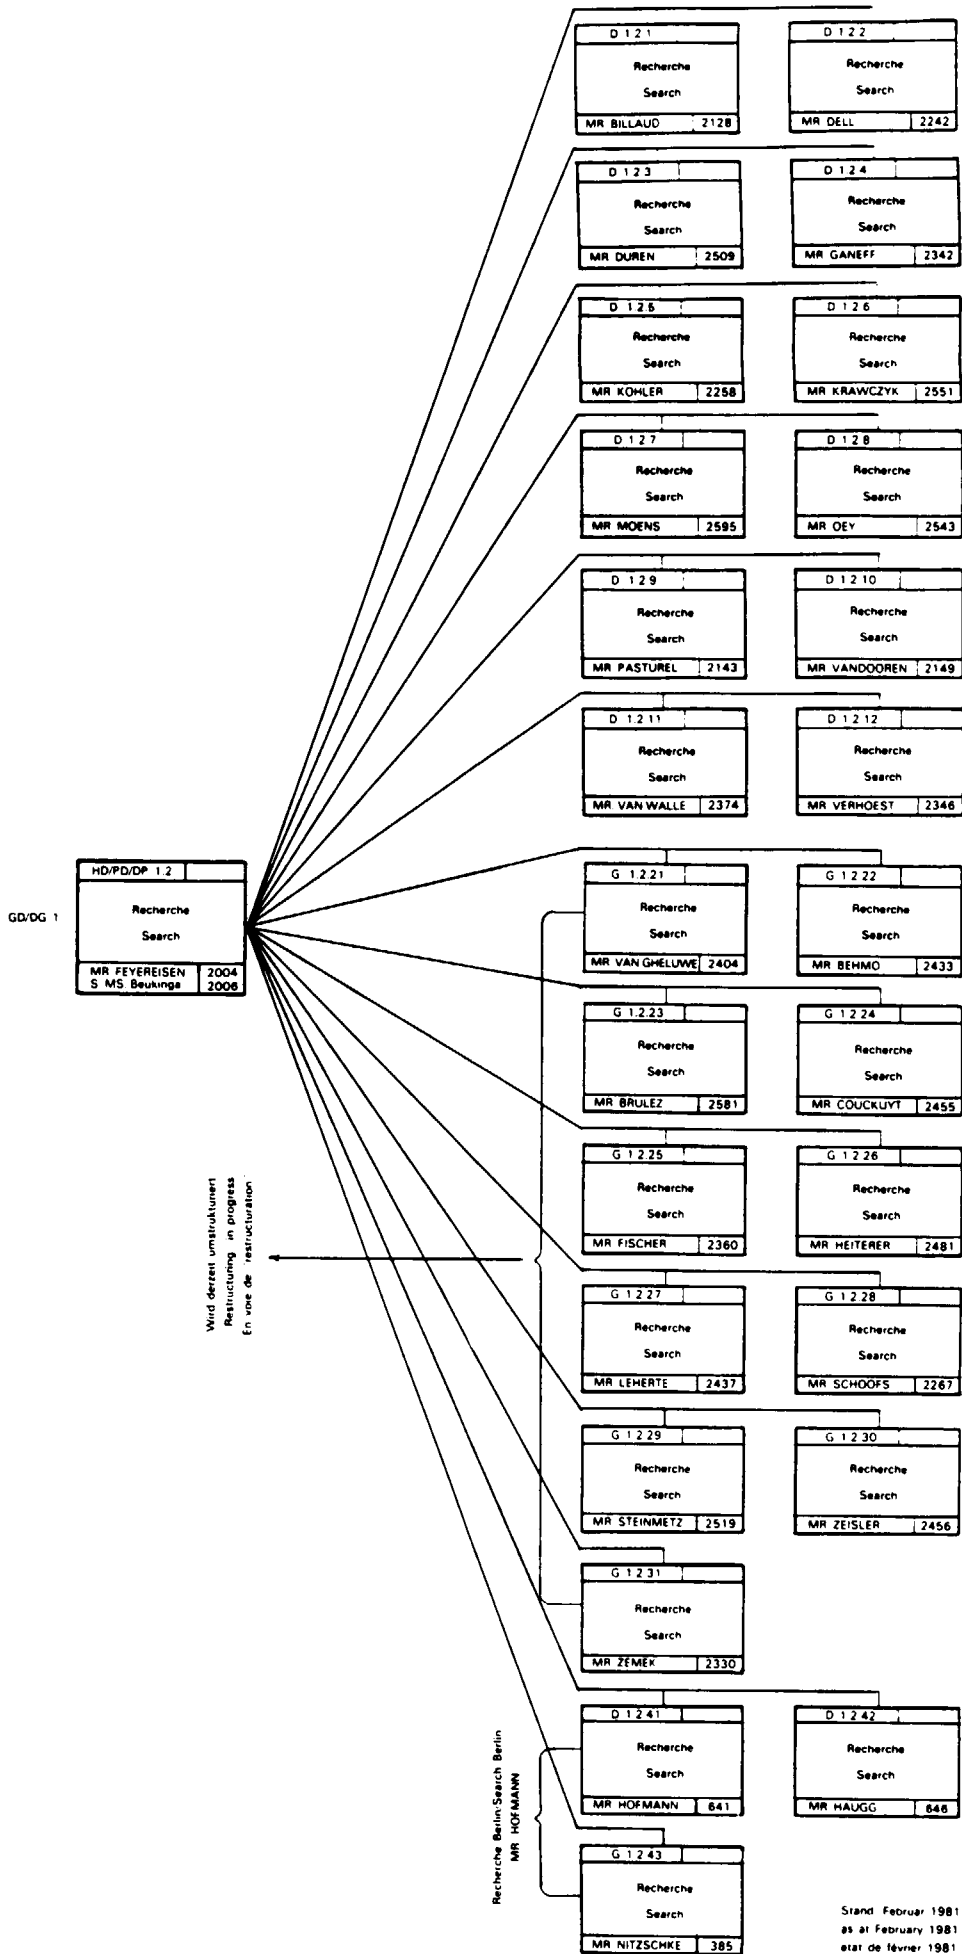 D 1 2 1
Recherche
Search
MR BILLAUD 2128
D 1 2 2
Recherche
Search
MR DELL 2242
D 1 2 3
Recherche
Search
MR DUREN 2509
D 1 2 4
Recherche
Search
MR GANEFF 2342
D 1 2.5
Recherche
Search
MR KOHLER 2258
D 1 2 6
Recherche
Search
MR KRAWCZYK 2551
D 1 2 7
Recherche
Search
MR MOENS 2595
D 1 2 8
Recherche
Search
MR OEY 2543
D 1 2 9
Recherche
Search
MR PASTUREL 2143
D 1 2 10
Recherche
Search
MR VANDOOREN 2149
D 1.2 11
Recherche
Search
MR VAN WALLE 2374
D 1 2 12
Recherche
Search
MR VERHOEST 2346
GD/DG 1
HD/PD/DP 1.2
Recherche
Search
MR FEYEREISEN 2004
S MS Beukinga 2006
G 1.2.21
Recherche
Search
MR VAN GHELUWE 2404
G 1 2 22
Recherche
Search
MR BEHMO 2433
G 1.2.23
Recherche
Search
MR BRULEZ 2581
G 1 2 24
Recherche
Search
MR COUCKUYT 2455
G 1 2.25
Recherche
Search
MR FISCHER 2360
G 1 2 26
Recherche
Search
MR HEITERER 2481
Wird derzeit umstrukturiert
Restructuring in progress
En voie de restructuration
G 1 2 27
Recherche
Search
MR LEHERTE 2437
G 1 2 28
Recherche
Search
MR SCHOOFS 2267
G 1 2 29
Recherche
Search
MR STEINMETZ 2519
G 1 2 30
Recherche
Search
MR ZEISLER 2456
G 1 2 31
Recherche
Search
MR ZEMEK 2330
D 1 2 41
Recherche
Search
MR HOFMANN 641
D 1 2 42
Recherche
Search
MR HAUGG 646
Recherche Berlin/Search Berlin
MR HOFMANN
G 1 2 43
Recherche
Search
MR NITZSCHKE 385
Stand Februar 1981
as at February 1981
etat de février 1981